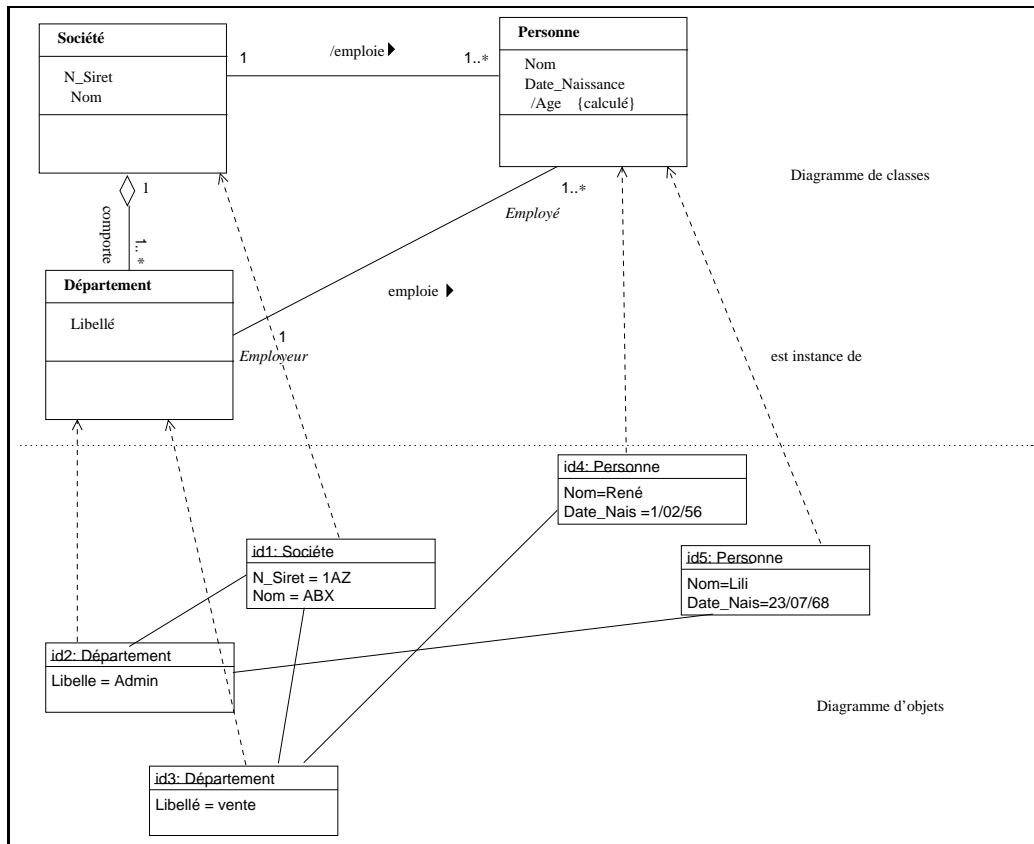 Société
N_Siret
Nom
1
/emploie
1..*
Personne
Nom
Date_Naissance
/Age {calculé}
Diagramme de classes
1
comporte
1.. *
1..*
Employé
Département
Libellé
emploie
1
Employeur
est instance de
id4: Personne
Nom=René
Date_Nais =1/02/56
id1: Sociéte
N_Siret = 1AZ
Nom = ABX
id5: Personne
Nom=Lili
Date_Nais=23/07/68
id2: Département
Libelle = Admin
Diagramme d'objets
id3: Département
Libellé = vente